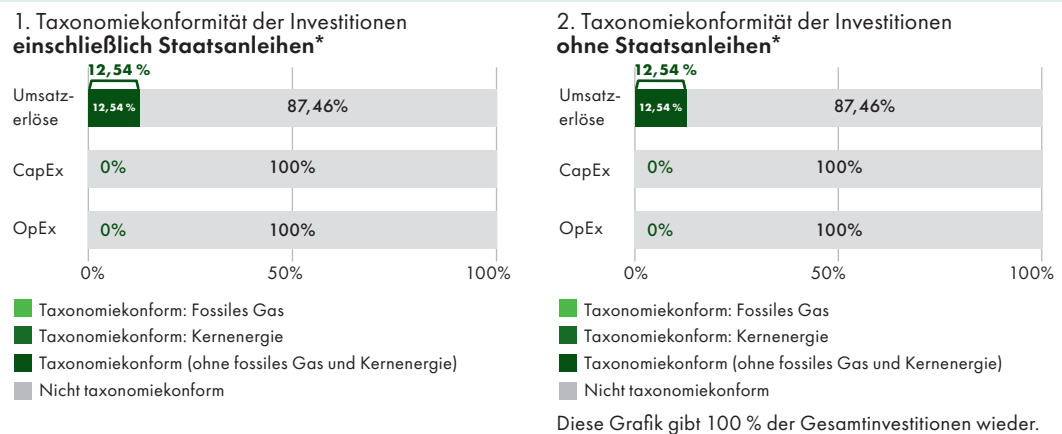 1. Taxonomiekonformität der Investitionen
einschließlich Staatsanleihen*
12,54 %
Umsatz-
erlöse
12,54 %
87,46%
CapEx
0%
100%
OpEx
0%
100%
0%
50%
100%
Taxonomiekonform: Fossiles Gas
Taxonomiekonform: Kernenergie
Taxonomiekonform (ohne fossiles Gas und Kernenergie)
Nicht taxonomiekonform
2. Taxonomiekonformität der Investitionen
ohne Staatsanleihen*
12,54 %
Umsatz-
erlöse
12,54 %
87,46%
CapEx
0%
100%
OpEx
0%
100%
0%
50%
100%
Taxonomiekonform: Fossiles Gas
Taxonomiekonform: Kernenergie
Taxonomiekonform (ohne fossiles Gas und Kernenergie)
Nicht taxonomiekonform
Diese Grafik gibt 100 % der Gesamtinvestitionen wieder.